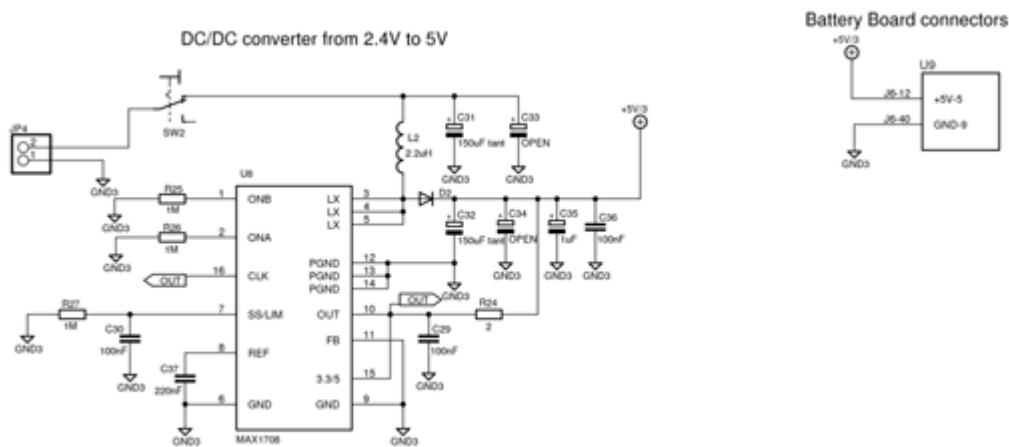 Battery Board connectors
DC/DC converter from 2.4V to 5V
+5V/3
U9
J6-12
+5V-5
J6-40
GND-9
GND3
+5V/3
SW2
JP4
2
1
GND3
L2
2.2uH
C31
150uF tant
GND3
C33
OPEN
GND3
U8
R25
1M
GND3
1
ONB
R26
1M
GND3
2
ONA
OUT
16
CLK
R27
1M
GND3
7
SS/LIM
C30
100nF
GND3
8
REF
C37
220nF
6
GND
GND3
MAX1708
LX
3
LX
4
LX
5
D2
C32
150uF tant
C34
OPEN
GND3
C35
1uF
GND3
C36
100nF
GND3
PGND
12
PGND
13
PGND
14
GND3
OUT
OUT
10
R24
2
C29
100nF
GND3
FB
11
3.3/5
15
GND
9
GND3